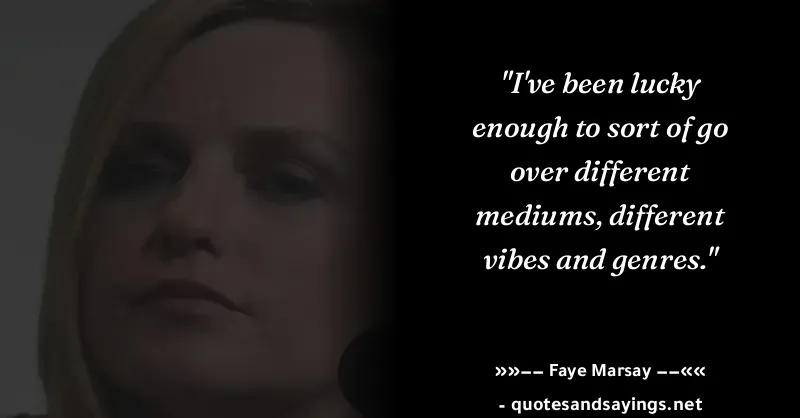 "I've been lucky
enough to sort of go
over different
mediums, different
vibes and genres."
»»−− Faye Marsay −−««
- quotesandsayings.net